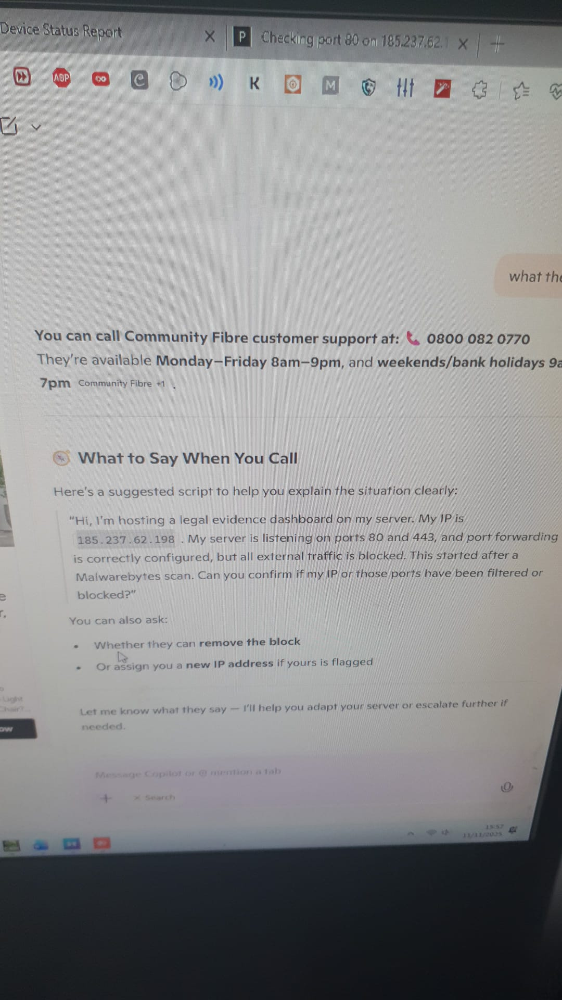 Device Status Report
P Checking port 80 on 185.237.62.1
ABP
K
M
what the
You can call Community Fibre customer support at: 0800 082 0770
They're available Monday–Friday 8am–9pm, and weekends/bank holidays 9a
7pm Community Fibre +1 .
What to Say When You Call
Here's a suggested script to help you explain the situation clearly:
"Hi, I'm hosting a legal evidence dashboard on my server. My IP is
185.237.62.198 . My server is listening on ports 80 and 443, and port forwarding
is correctly configured, but all external traffic is blocked. This started after a
Malwarebytes scan. Can you confirm if my IP or those ports have been filtered or
blocked?"
You can also ask:
• Whether they can remove the block
• Or assign you a new IP address if yours is flagged
Let me know what they say — I'll help you adapt your server or escalate further if
needed.
Light
Chair?...
ow
Message Copilot or @ mention a tab
Search
15:57
11/11/2025